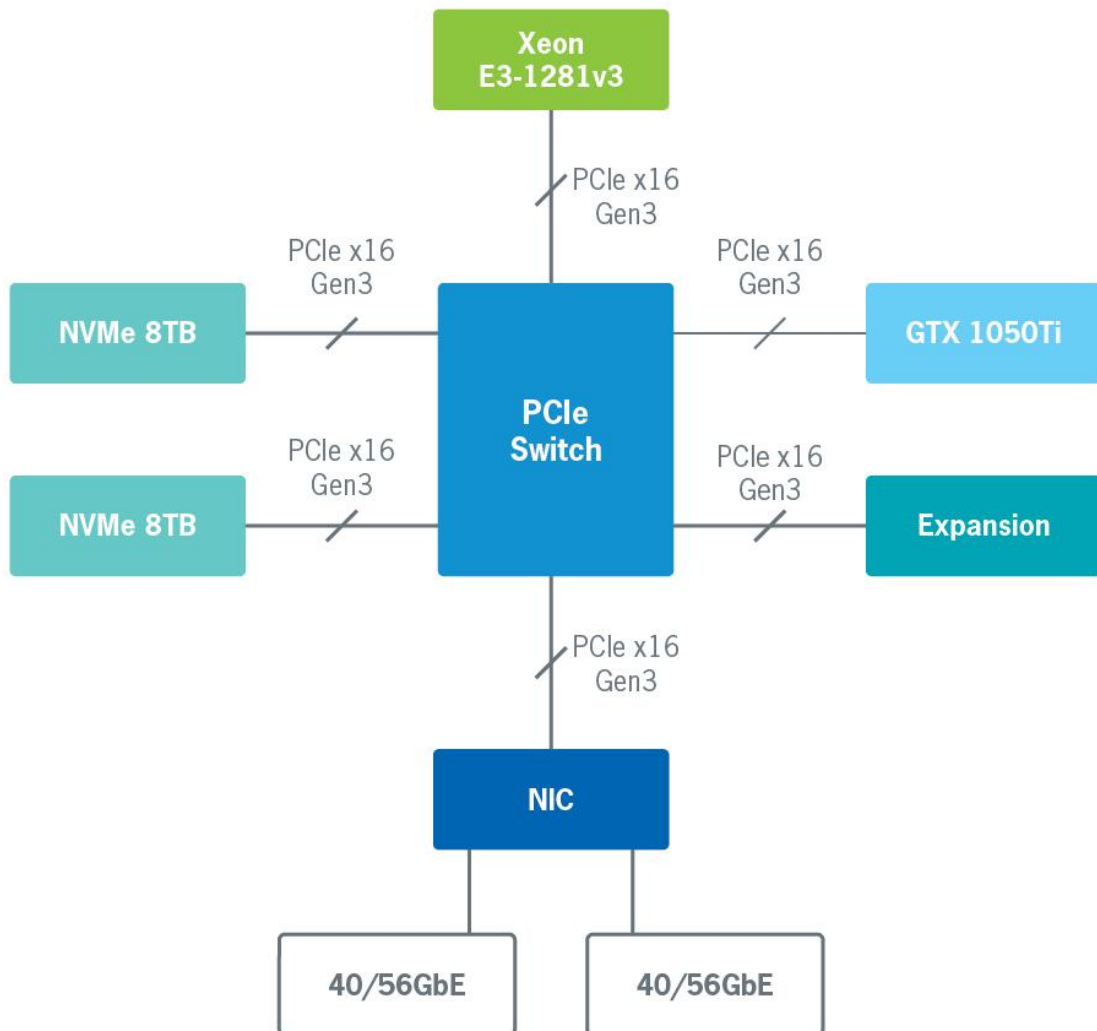 Xeon
E3-1281v3
PCIe x16
Gen3
PCIe x16
Gen3
PCIe x16
Gen3
NVMe 8TB
GTX 1050Ti
PCIe
Switch
PCIe x16
Gen3
PCIe x16
Gen3
NVMe 8TB
Expansion
PCIe x16
Gen3
NIC
40/56GbE
40/56GbE